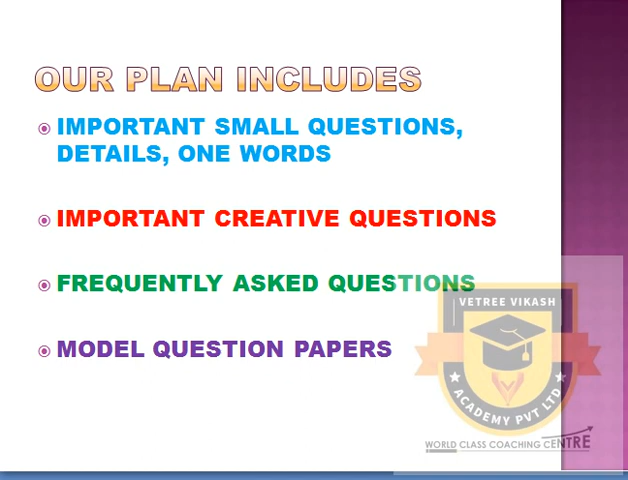 OUR PLAN INCLUDES
IMPORTANT SMALL QUESTIONS,
DETAILS, ONE WORDS
IMPORTANT CREATIVE QUESTIONS
FREQUENTLY ASKED QUESTIONS
MODEL QUESTION PAPERS
VETREE VIKASH
ACADEMY PVT LTD
WORLD CLASS COACHING CENTRE